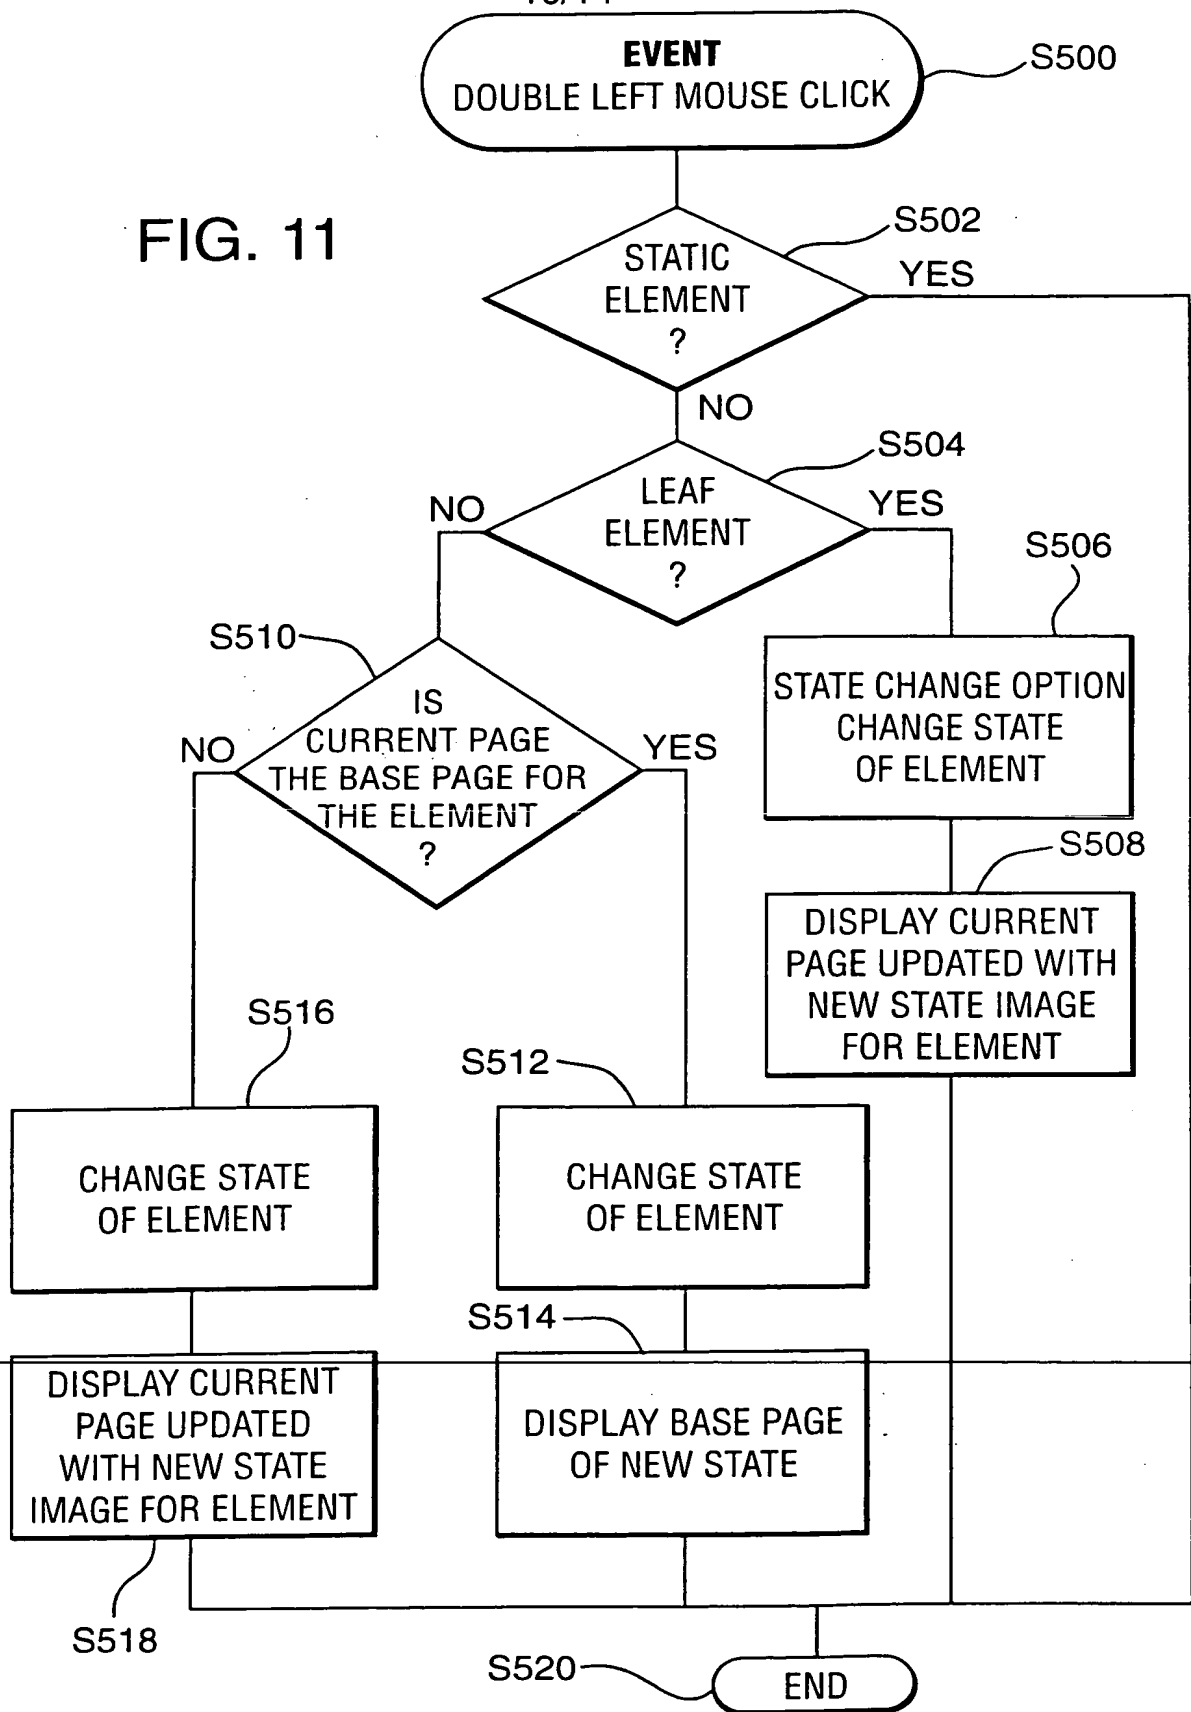 EVENT
DOUBLE LEFT MOUSE CLICK
S500
FIG. 11
S502
STATIC
ELEMENT
?
YES
NO
S504
LEAF
ELEMENT
?
NO
YES
S506
S510
STATE CHANGE OPTION
CHANGE STATE
OF ELEMENT
IS
CURRENT PAGE
THE BASE PAGE FOR
THE ELEMENT
?
NO
YES
S508
DISPLAY CURRENT
PAGE UPDATED WITH
NEW STATE IMAGE
FOR ELEMENT
S516
S512
CHANGE STATE
OF ELEMENT
CHANGE STATE
OF ELEMENT
S514
DISPLAY CURRENT
PAGE UPDATED
WITH NEW STATE
IMAGE FOR ELEMENT
DISPLAY BASE PAGE
OF NEW STATE
S518
S520
END